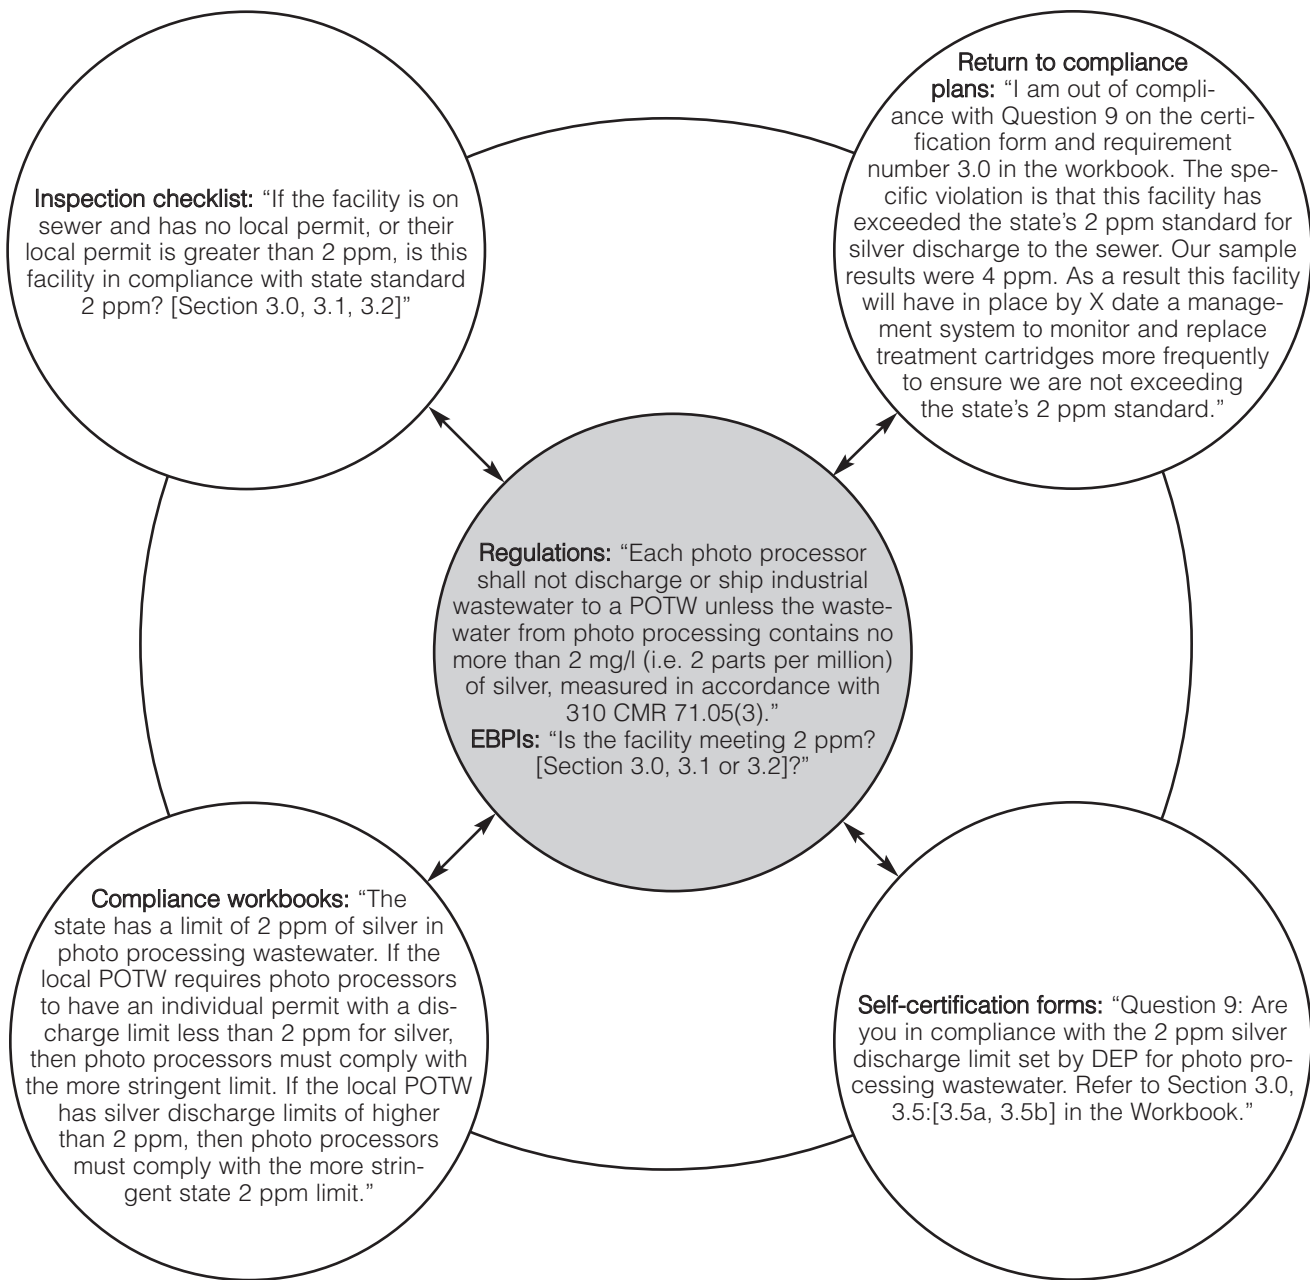 Inspection checklist: “If the facility is on
sewer and has no local permit, or their
local permit is greater than 2 ppm, is this
facility in compliance with state standard
2 ppm? [Section 3.0, 3.1, 3.2]”
Return to compliance
plans: “I am out of compli-
ance with Question 9 on the certi-
fication form and requirement
number 3.0 in the workbook. The spe-
cific violation is that this facility has
exceeded the state’s 2 ppm standard for
silver discharge to the sewer. Our sample
results were 4 ppm. As a result this facility
will have in place by X date a manage-
ment system to monitor and replace
treatment cartridges more frequently
to ensure we are not exceeding
the state’s 2 ppm standard.”
Regulations: “Each photo processor
shall not discharge or ship industrial
wastewater to a POTW unless the waste-
water from photo processing contains no
more than 2 mg/l (i.e. 2 parts per million)
of silver, measured in accordance with
310 CMR 71.05(3).”
EBPIs: “Is the facility meeting 2 ppm?
[Section 3.0, 3.1 or 3.2]?”
Compliance workbooks: “The
state has a limit of 2 ppm of silver in
photo processing wastewater. If the
local POTW requires photo processors
to have an individual permit with a dis-
charge limit less than 2 ppm for silver,
then photo processors must comply with
the more stringent limit. If the local POTW
has silver discharge limits of higher
than 2 ppm, then photo processors
must comply with the more strin-
gent state 2 ppm limit.”
Self-certification forms: “Question 9: Are
you in compliance with the 2 ppm silver
discharge limit set by DEP for photo pro-
cessing wastewater. Refer to Section 3.0,
3.5:[3.5a, 3.5b] in the Workbook.”